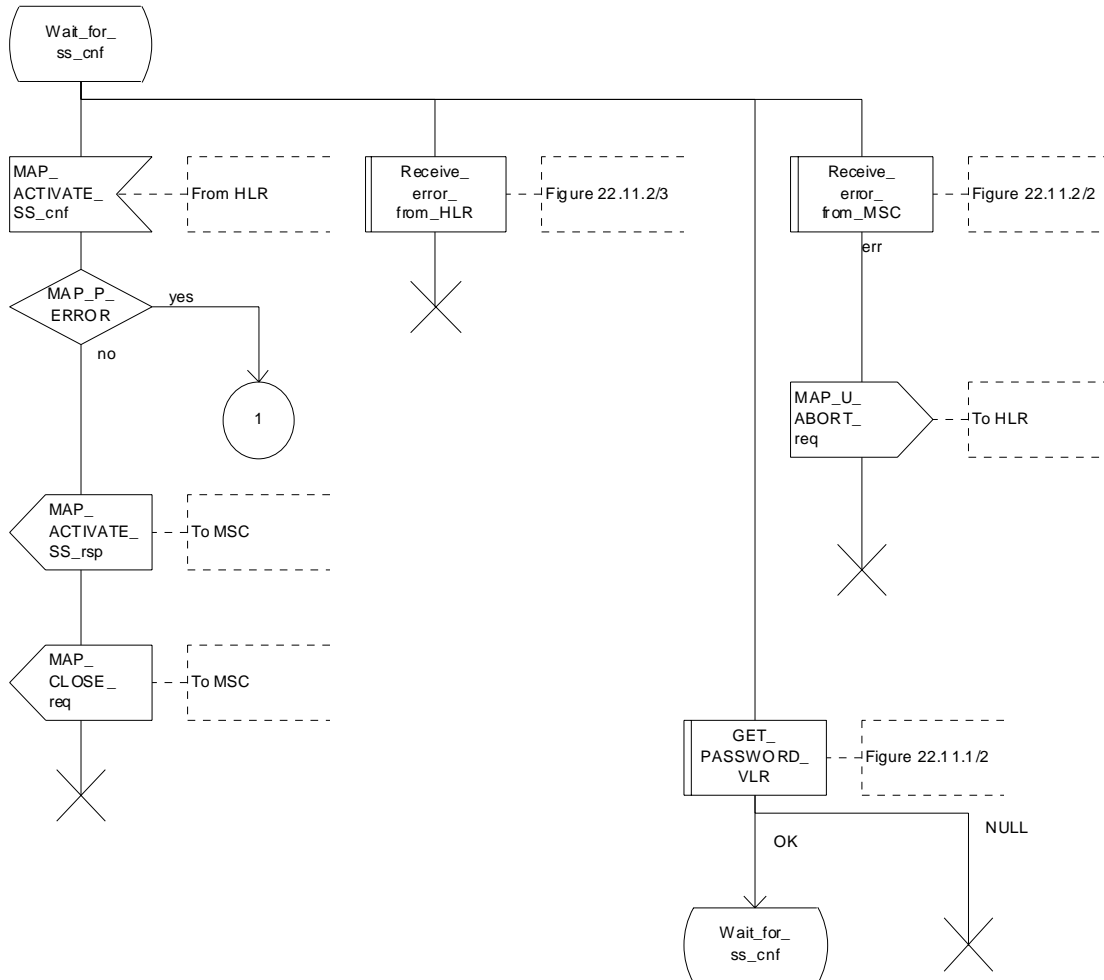 Wait_for_
ss_cnf
MAP_
ACTIVATE_
SS_cnf
From HLR
Receive_
error_
from_HLR
Figure 22.11.2/3
Receive_
error_
from_MSC
Figure 22.11.2/2
err
MAP_P_
ERROR
yes
no
1
MAP_U_
ABORT_
req
To HLR
MAP_
ACTIVATE_
SS_rsp
To MSC
MAP_
CLOSE_
req
To MSC
GET_
PASSWORD_
VLR
Figure 22.11.1/2
OK
NULL
Wait_for_
ss_cnf